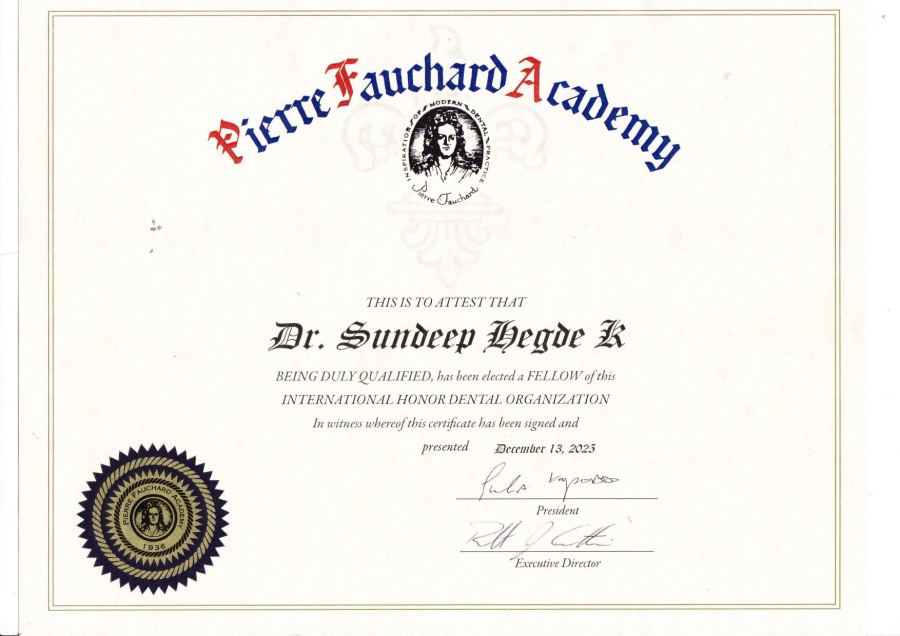 Pierre Fauchard Academy
INSPIRATION OF MODERN DENTAL PRACTICE
Pierre Fauchard
THIS IS TO ATTEST THAT
Dr. Sundeep Hegde K
BEING DULY QUALIFIED, has been elected a FELLOW of this
INTERNATIONAL HONOR DENTAL ORGANIZATION
In witness whereof this certificate has been signed and
presented December 13, 2025
President
Executive Director
PIERRE FAUCHARD ACADEMY
1936